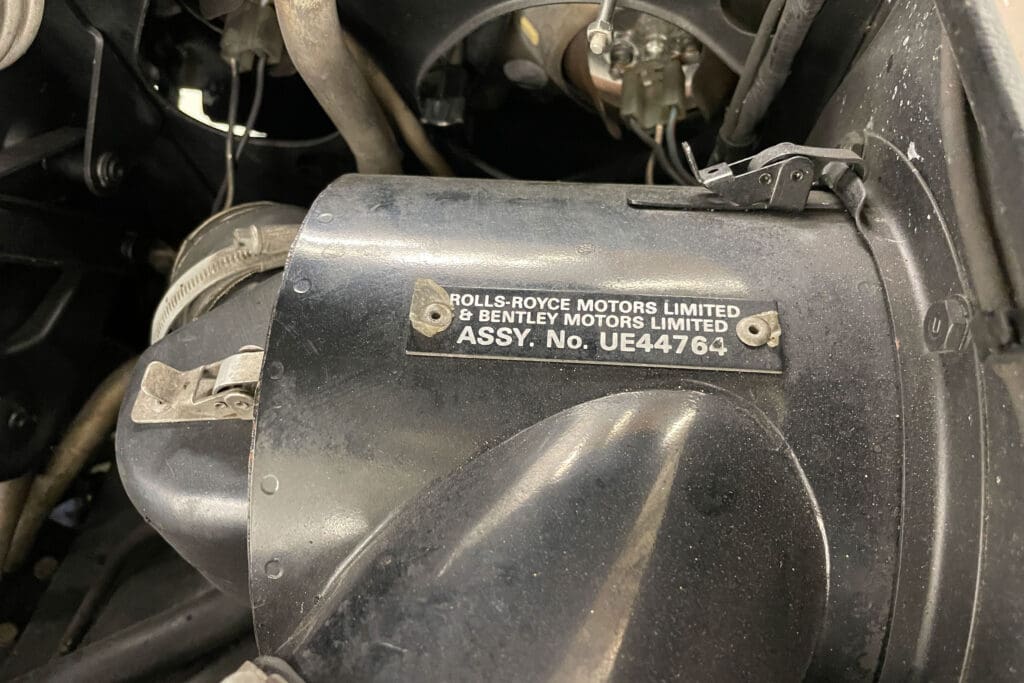 ROLLS-ROYCE MOTORS LIMITED
& BENTLEY MOTORS LIMITED
ASSY. No. UE44764